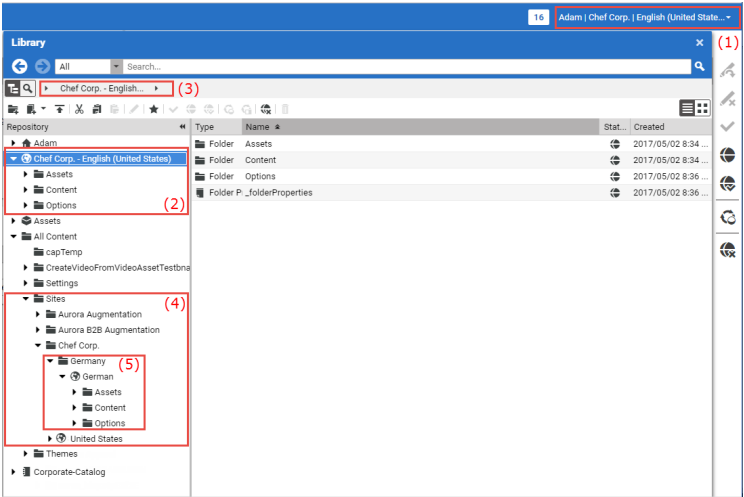 16 Adam | Chef Corp. | English (United State...
Library × (1)
All Search...
Chef Corp. - English... (3)
Repository Type Name Stat... Created
Adam Folder Assets 2017/05/02 8:34 ...
Chef Corp. - English (United States) Folder Content 2017/05/02 8:34 ...
Assets Folder Options 2017/05/02 8:36 ...
Content Folder P _folderProperties 2017/05/02 8:36 ...
Options (2)
Assets
All Content
capTemp
CreateVideoFromVideoAssetTestbna
Settings
Sites (4)
Aurora Augmentation
Aurora B2B Augmentation
Chef Corp.
Germany (5)
German
Assets
Content
Options
United States
Themes
Corporate-Catalog